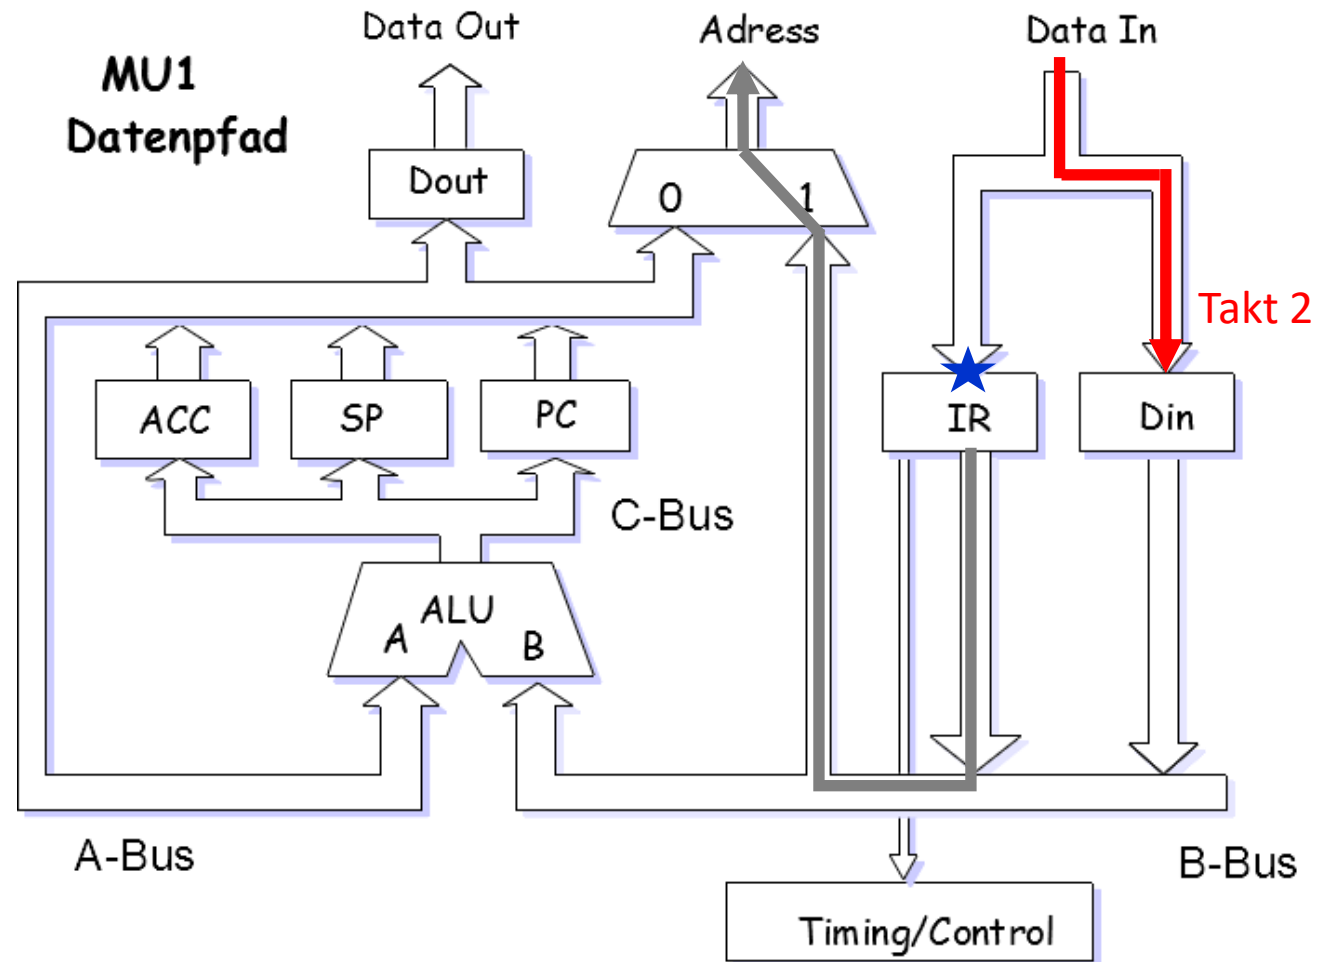 Data Out
Adress
Data In
MU1
Datenpfad
Dout
0
1
Takt 2
ACC
SP
PC
IR
Din
C-Bus
ALU
A
B
A-Bus
B-Bus
Timing/Control